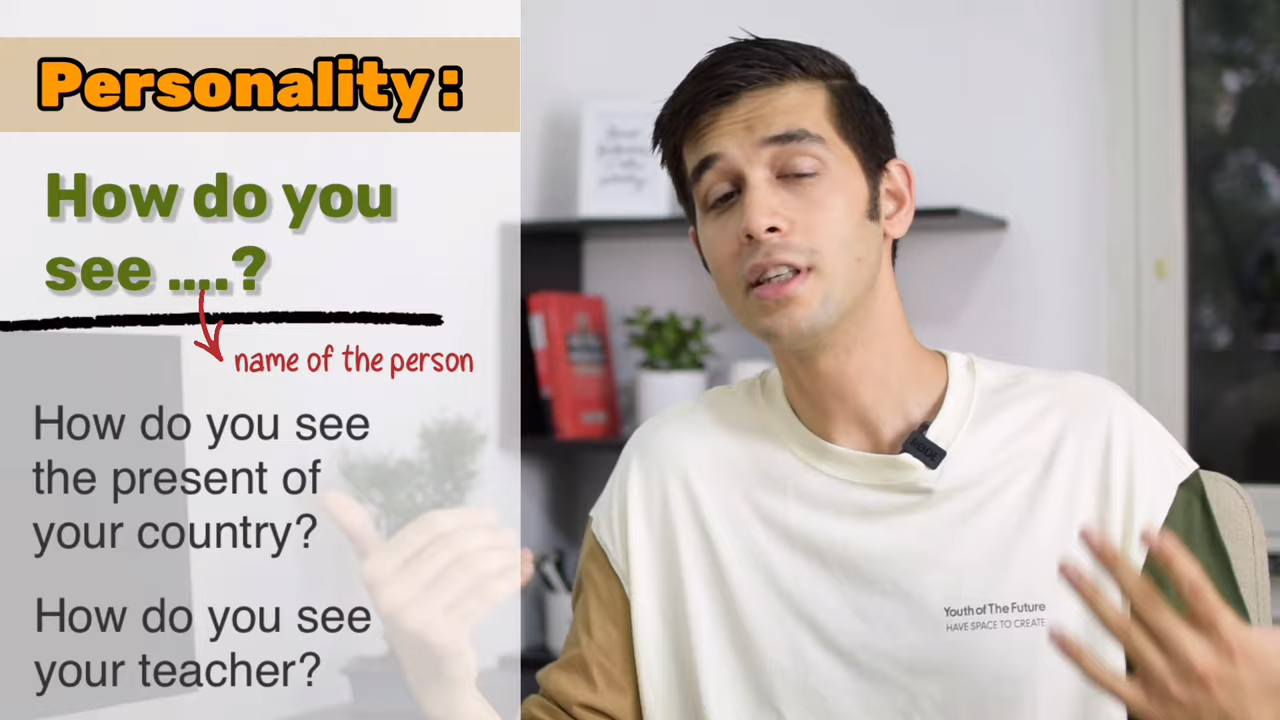 Personality:
How do you
see ....?
name of the person
How do you see
the present of
your country?
How do you see
your teacher?
Youth of The Future
HAVE SPACE TO CREATE